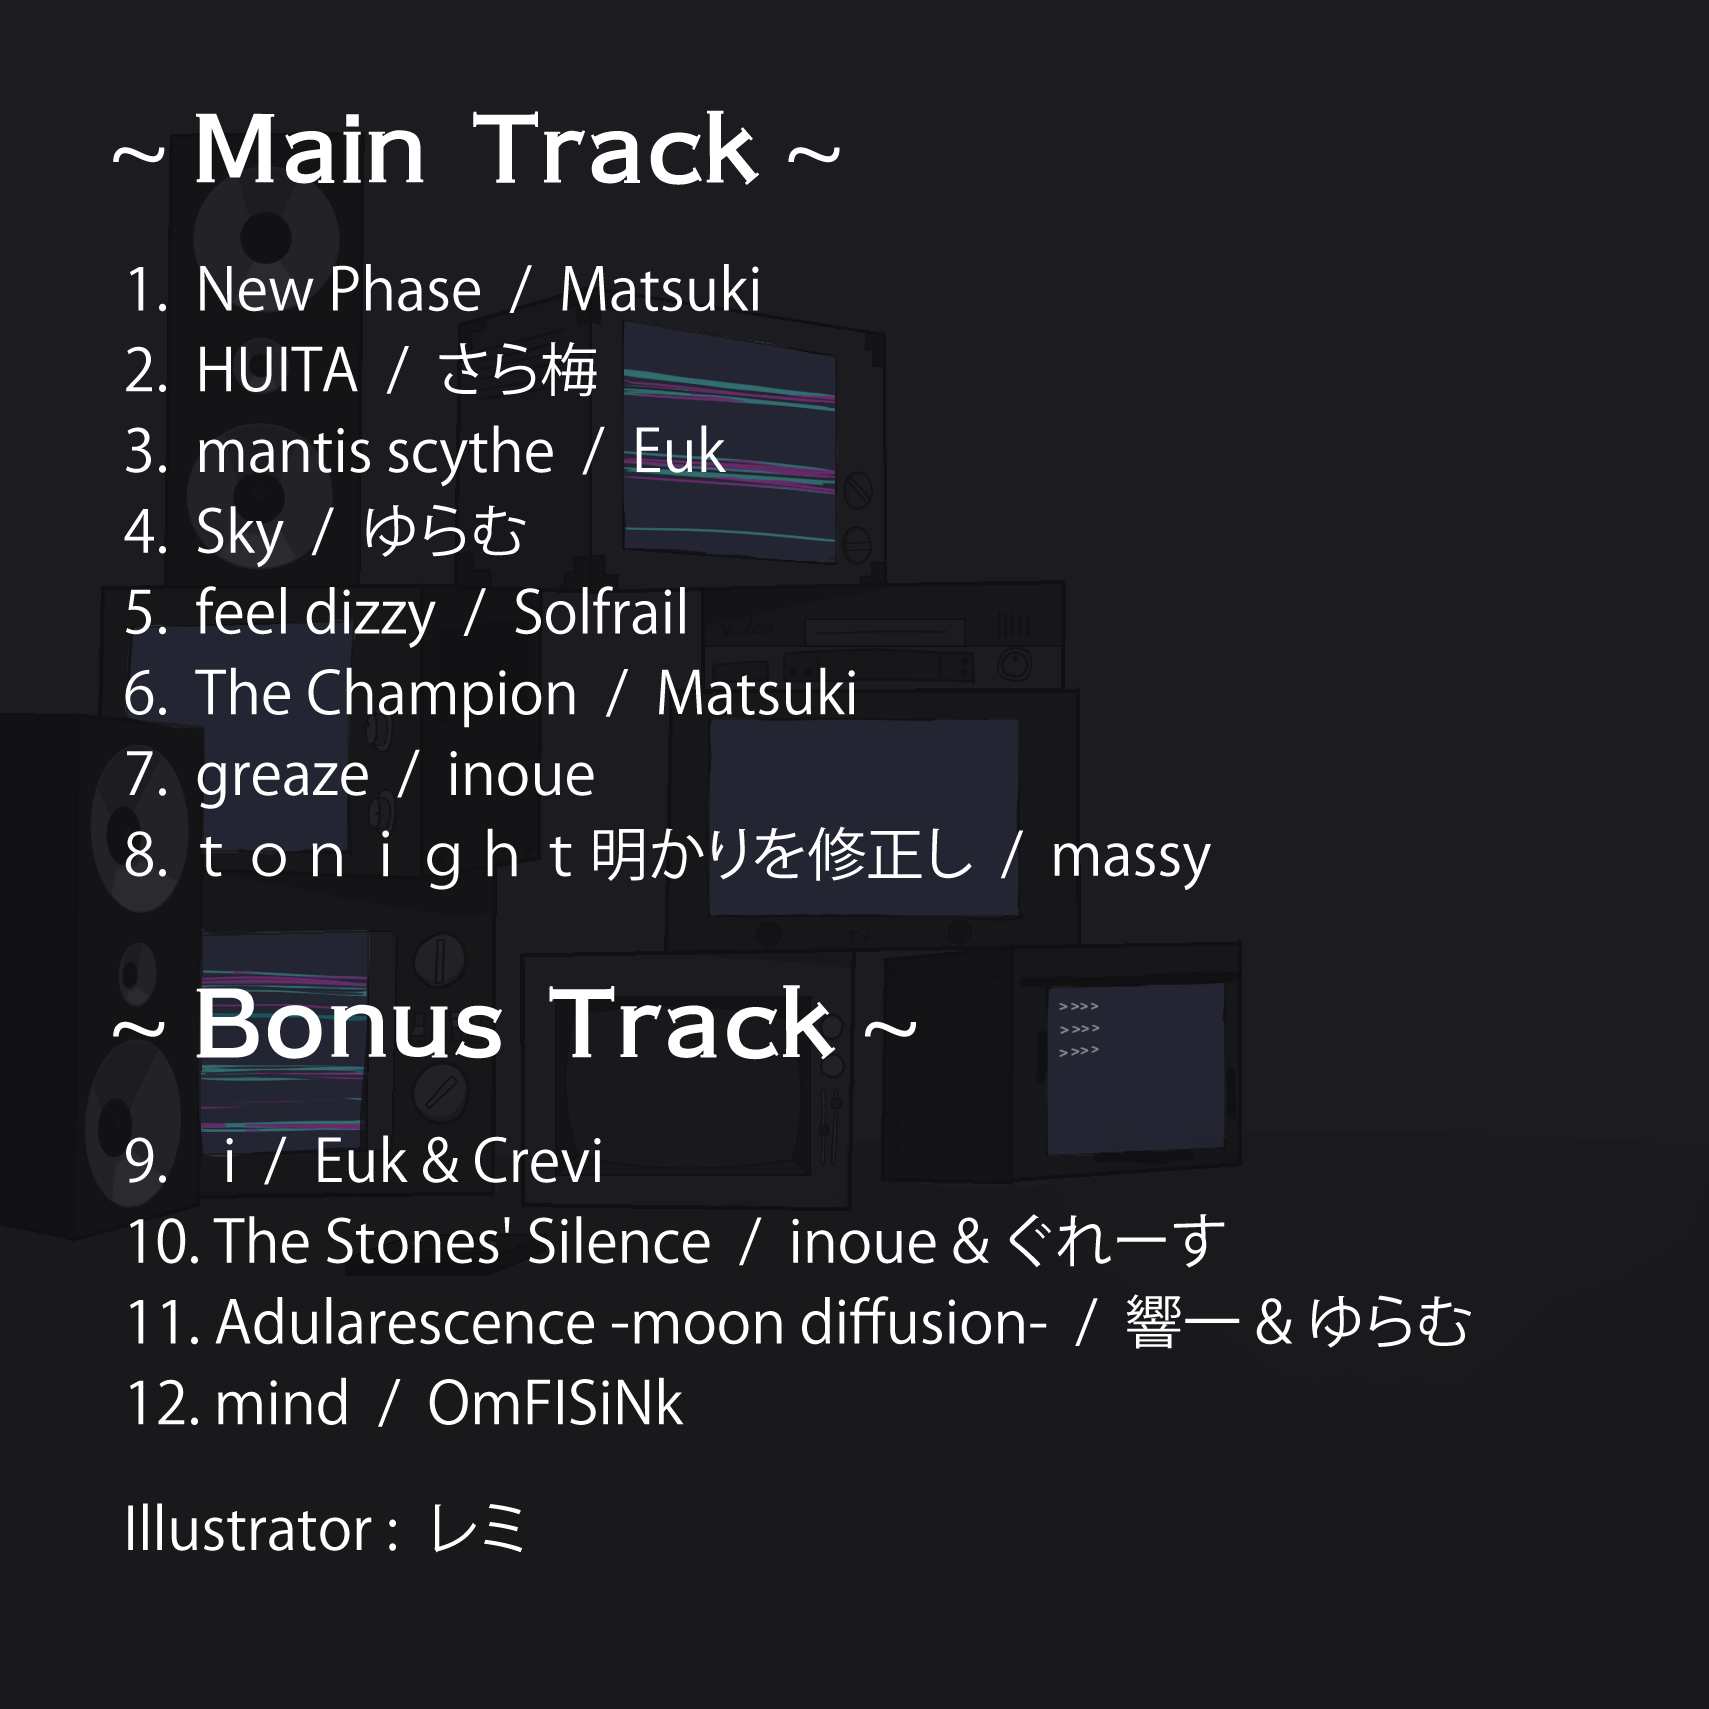 ~ Main Track ~
1. New Phase / Matsuki
2. HUITA / さら梅
3. mantis scythe / Euk
4. Sky / ゆらむ
5. feel dizzy / Solfrail
6. The Champion / Matsuki
7. greaze / inoue
8. ｔｏｎｉｇｈｔ明かりを修正し / massy
~ Bonus Track ~
9. i / Euk & Crevi
10. The Stones' Silence / inoue & ぐれーす
11. Adularescence -moon diffusion- / 響一 & ゆらむ
12. mind / OmFISiNk
Illustrator : レミ
VIDEO
TV
>>>>
>>>>
>>>>